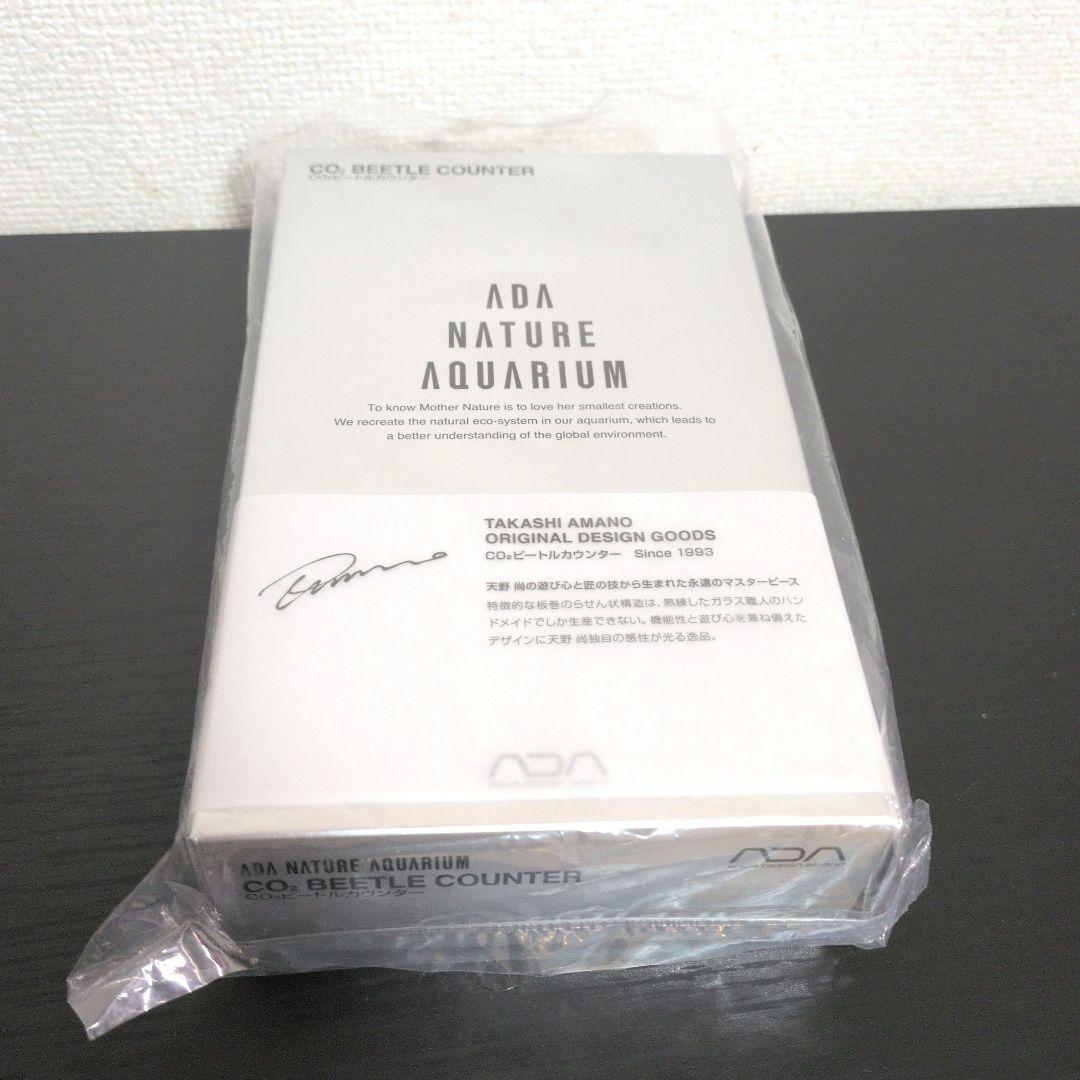 CO₂ BEETLE COUNTER
CO₂ビートルカウンター
ADA
NATURE
AQUARIUM
To know Mother Nature is to love her smallest creations.
We recreate the natural eco-system in our aquarium, which leads to
a better understanding of the global environment.
TAKASHI AMANO
ORIGINAL DESIGN GOODS
CO₂ビートルカウンター Since 1993
天野 尚の遊び心と匠の技から生まれた永遠のマスターピース
特徴的な板巻のらせん状構造は、熟練したガラス職人のハン
ドメイドでしか生産できない。機能性と遊び心を兼ね備えた
デザインに天野 尚独自の感性が光る逸品。
ADA
ADA NATURE AQUARIUM
CO₂ BEETLE COUNTER
CO₂ビートルカウンター
ADA
AQUA DESIGN AMANO